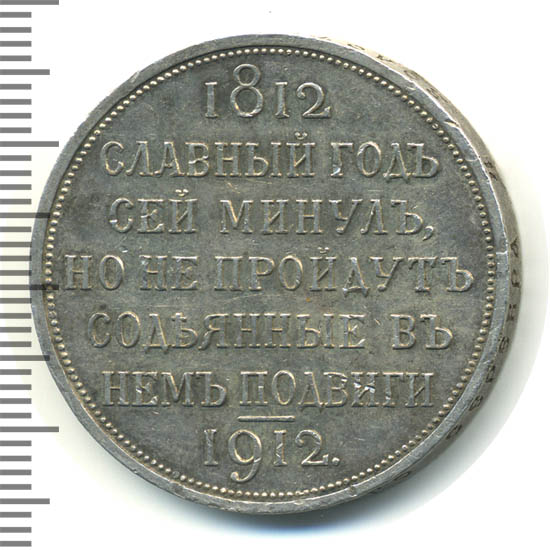 1812
СЛАВНЫЙ ГОДЪ
СЕЙ МИНУЛЪ,
НО НЕ ПРОЙДУТЪ
СОДѢЯННЫЕ ВЪ
НЕМЪ ПОДВИГИ
1912.